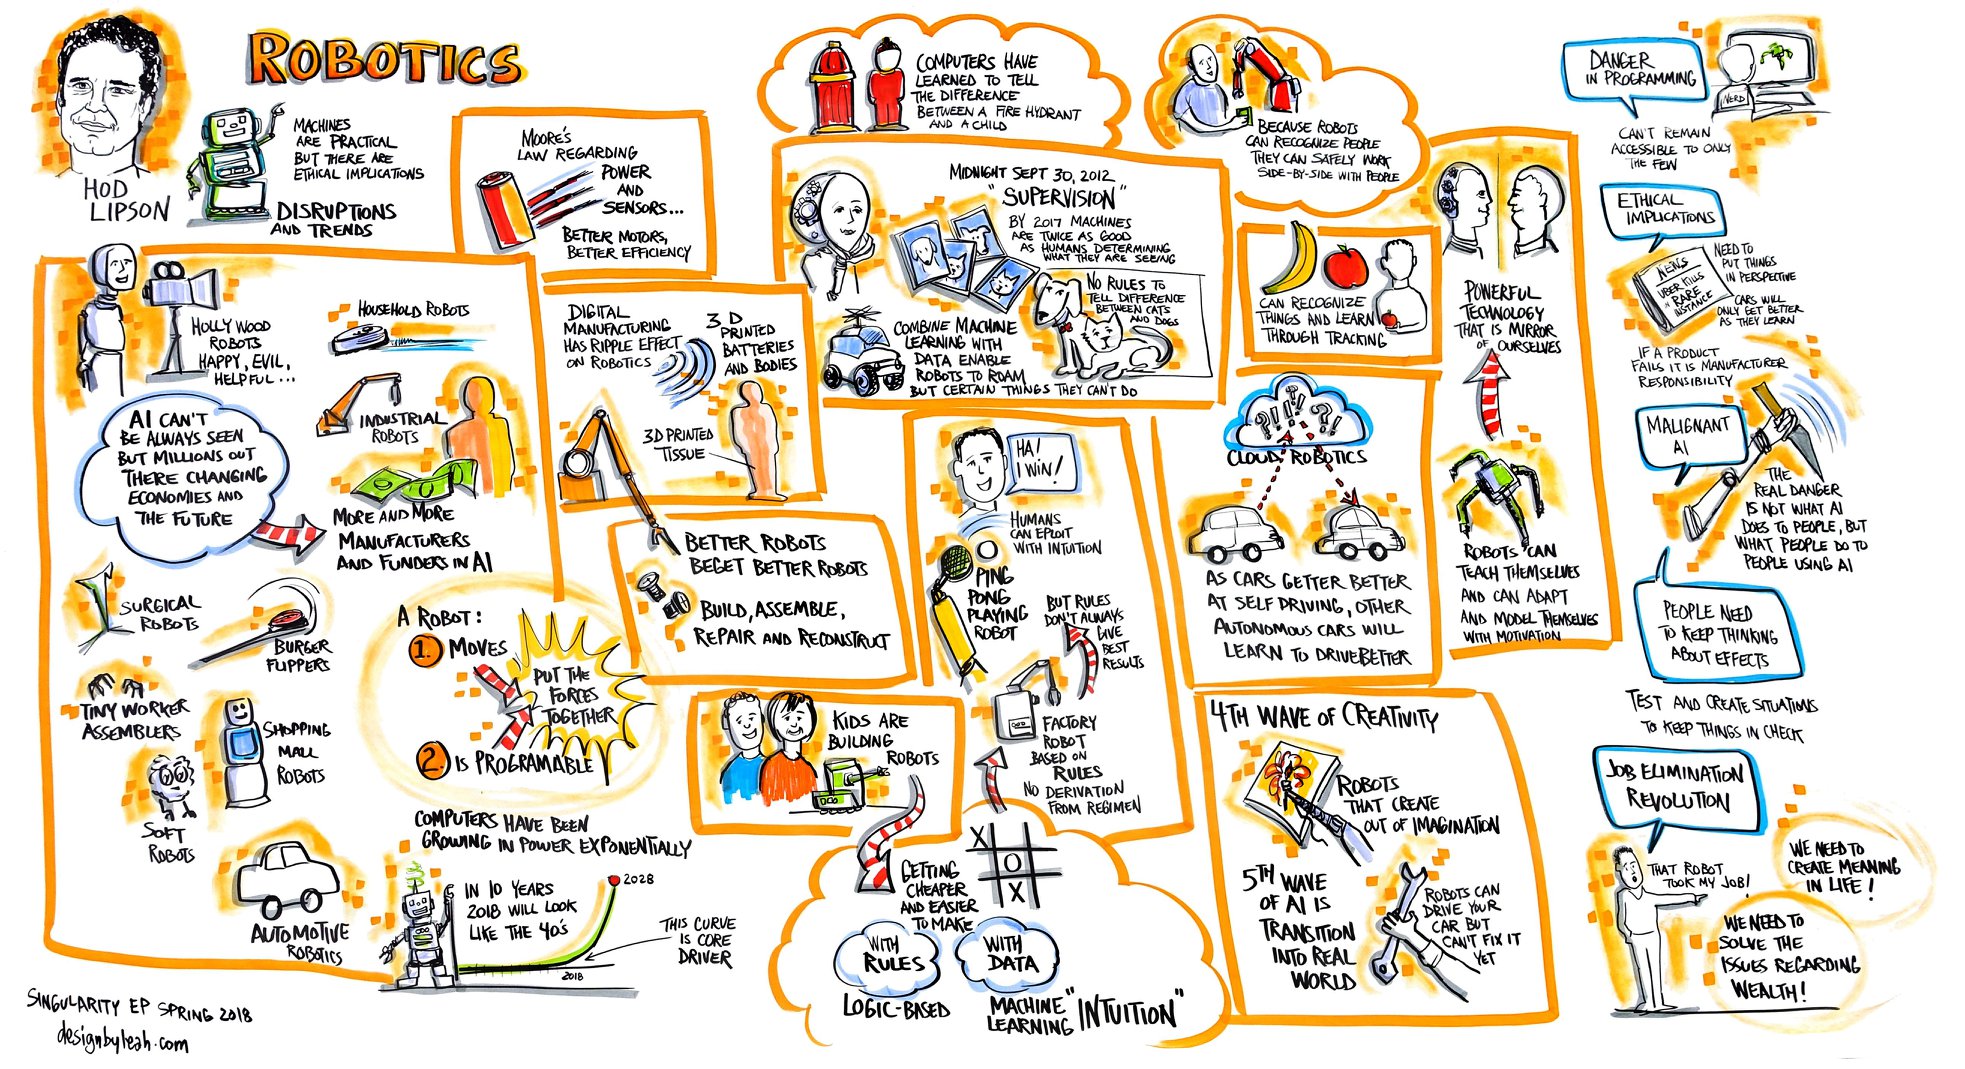 ROBOTICS
HOD
LIPSON
MACHINES
ARE PRACTICAL
BUT THERE ARE
ETHICAL IMPLICATIONS
DISRUPTIONS
AND TRENDS
HOLLYWOOD
ROBOTS
HAPPY, EVIL,
HELPFUL...
HOUSEHOLD ROBOTS
INDUSTRIAL
ROBOTS
AI CAN'T
BE ALWAYS SEEN
BUT MILLIONS OUT
THERE CHANGING
ECONOMIES AND
THE FUTURE
MORE AND MORE
MANUFACTURERS
AND FUNDERS IN AI
SURGICAL
ROBOTS
BURGER
FLIPPERS
TINY WORKER
ASSEMBLERS
SHOPPING
MALL
ROBOTS
SOFT
ROBOTS
AUTOMOTIVE
ROBOTICS
A ROBOT:
1. MOVES
PUT THE
FORCES
TOGETHER
2. IS PROGRAMABLE
COMPUTERS HAVE BEEN
GROWING IN POWER EXPONENTIALLY
IN 10 YEARS
2018 WILL LOOK
LIKE THE 40'S
2028
2018
THIS CURVE
IS CORE
DRIVER
SINGULARITY EP SPRING 2018
designbyleah.com
MOORE'S
LAW REGARDING
POWER
AND
SENSORS...
BETTER MOTORS,
BETTER EFFICIENCY
DIGITAL
MANUFACTURING
HAS RIPPLE EFFECT
ON ROBOTICS
3D
PRINTED
BATTERIES
AND BODIES
3D PRINTED
TISSUE
BETTER ROBOTS
BEGET BETTER ROBOTS
BUILD, ASSEMBLE,
REPAIR AND RECONSTRUCT
KIDS ARE
BUILDING
ROBOTS
COMPUTERS HAVE
LEARNED TO TELL
THE DIFFERENCE
BETWEEN A FIRE HYDRANT
AND A CHILD
MIDNIGHT SEPT 30, 2012
"SUPERVISION"
BY 2017 MACHINES
ARE TWICE AS GOOD
AS HUMANS DETERMINING
WHAT THEY ARE SEEING
NO RULES TO
TELL DIFFERENCE
BETWEEN CATS
AND DOGS
COMBINE MACHINE
LEARNING WITH
DATA ENABLE
ROBOTS TO ROAM
BUT CERTAIN THINGS THEY CAN'T DO
HA!
I WIN!
HUMANS
CAN EPLOIT
WITH INTUITION
PING
PONG
PLAYING
ROBOT
BUT RULES
DON'T ALWAYS
GIVE
BEST
RESULTS
FACTORY
ROBOT
BASED ON
RULES
NO DERIVATION
FROM REGIMEN
X
O
X
GETTING
CHEAPER
AND EASIER
TO MAKE
WITH
RULES
LOGIC-BASED
WITH
DATA
MACHINE
LEARNING
"INTUITION"
BECAUSE ROBOTS
CAN RECOGNIZE PEOPLE
THEY CAN SAFELY WORK
SIDE-BY-SIDE WITH PEOPLE
CAN RECOGNIZE
THINGS AND LEARN
THROUGH TRACKING
?!!!?!?
CLOUD ROBOTICS
AS CARS GETTER BETTER
AT SELF DRIVING, OTHER
AUTONOMOUS CARS WILL
LEARN TO DRIVE BETTER
POWERFUL
TECHNOLOGY
THAT IS MIRROR
OF OURSELVES
ROBOTS CAN
TEACH THEMSELVES
AND CAN ADAPT
AND MODEL THEMSELVES
WITH MOTIVATION
4TH WAVE OF CREATIVITY
ROBOTS
THAT CREATE
OUT OF IMAGINATION
5TH WAVE
OF AI IS
TRANSITION
INTO REAL
WORLD
ROBOTS CAN
DRIVE YOUR
CAR BUT
CAN'T FIX IT
YET
DANGER
IN PROGRAMMING
NERD
CAN'T REMAIN
ACCESSIBLE TO ONLY
THE FEW
ETHICAL
IMPLICATIONS
NEWS
UBER KILLS
IN RARE
INSTANCE
NEED TO
PUT THINGS
IN PERSPECTIVE
CARS WILL
ONLY GET BETTER
AS THEY LEARN
IF A PRODUCT
FAILS IT IS MANUFACTURER
RESPONSIBILITY
MALIGNANT
AI
THE
REAL DANGER
IS NOT WHAT AI
DOES TO PEOPLE, BUT
WHAT PEOPLE DO TO
PEOPLE USING AI
PEOPLE NEED
TO KEEP THINKING
ABOUT EFFECTS
TEST AND CREATE SITUATIONS
TO KEEP THINGS IN CHECK
JOB ELIMINATION
REVOLUTION
THAT ROBOT
TOOK MY JOB!
WE NEED TO
CREATE MEANING
IN LIFE!
WE NEED TO
SOLVE THE
ISSUES REGARDING
WEALTH!